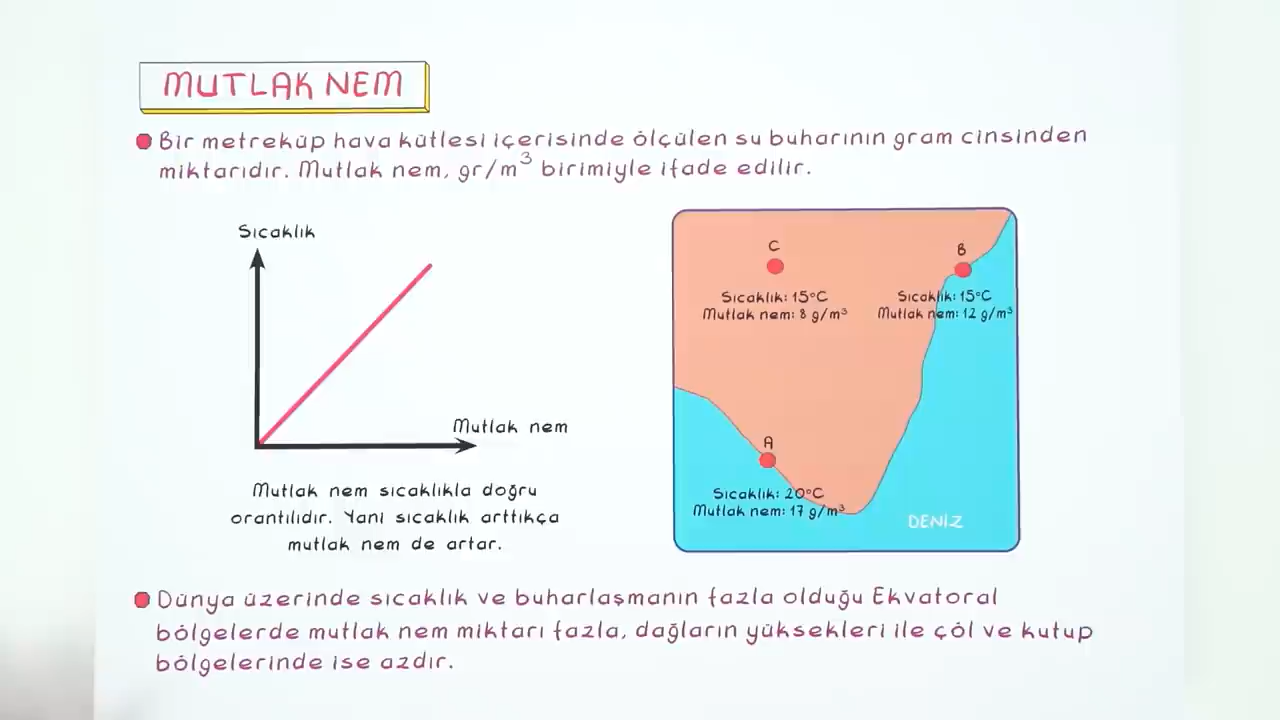 MUTLAK NEM
Bir metreküp hava kütlesi içerisinde ölçülen su buharının gram cinsinden
miktarıdır. Mutlak nem, gr/m³ birimiyle ifade edilir.
Sıcaklık
Mutlak nem
Mutlak nem sıcaklıkla doğru
orantılıdır. Yani sıcaklık arttıkça
mutlak nem de artar.
C
Sıcaklık: 15°C
Mutlak nem: 8 g/m³
B
Sıcaklık: 15°C
Mutlak nem: 12 g/m³
A
Sıcaklık: 20°C
Mutlak nem: 17 g/m³
DENİZ
Dünya üzerinde sıcaklık ve buharlaşmanın fazla olduğu Ekvatoral
bölgelerde mutlak nem miktarı fazla, dağların yüksekleri ile çöl ve kutup
bölgelerinde ise azdır.